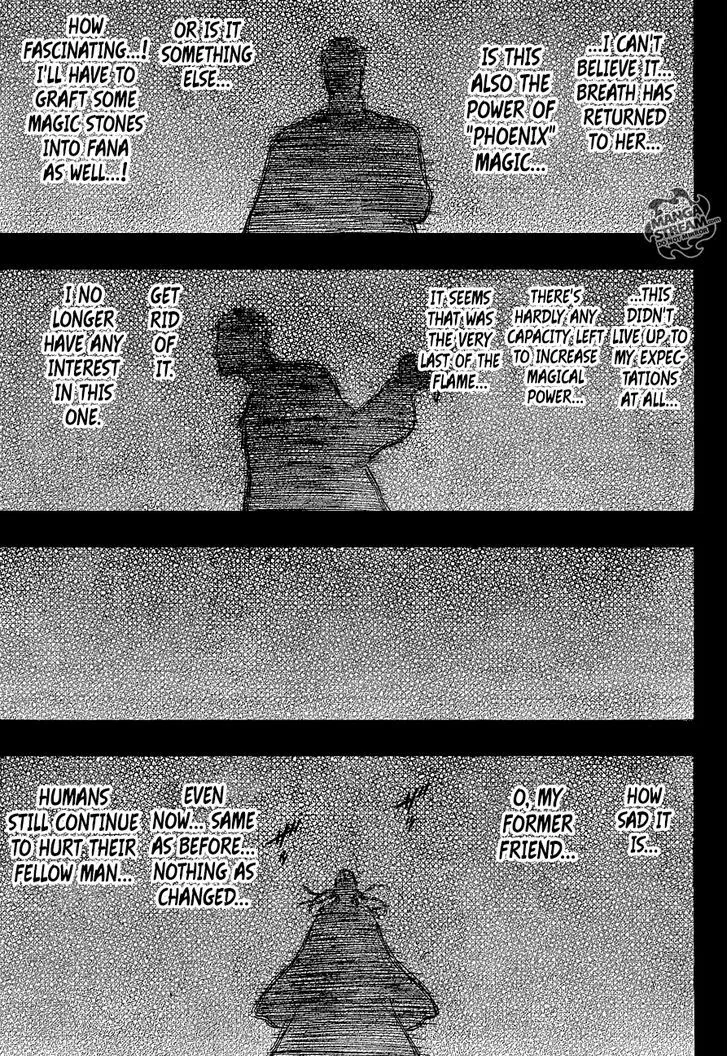 ...I CAN'T
BELIEVE IT...
BREATH HAS
RETURNED
TO HER...
IS THIS
ALSO THE
POWER OF
"PHOENIX"
MAGIC...
OR IS IT
SOMETHING
ELSE...
HOW
FASCINATING...!
I'LL HAVE TO
GRAFT SOME
MAGIC STONES
INTO FANA
AS WELL...!
MANGA
STREAM
...THIS
DIDN'T
LIVE UP TO
MY EXPEC-
TATIONS
AT ALL...
THERE'S
HARDLY ANY
CAPACITY LEFT
TO INCREASE
MAGICAL
POWER...
IT SEEMS
THAT WAS
THE VERY
LAST OF THE
FLAME...
GET
RID
OF
IT.
I NO
LONGER
HAVE ANY
INTEREST
IN THIS
ONE.
HOW
SAD IT
IS...
O, MY
FORMER
FRIEND...
EVEN
NOW... SAME
AS BEFORE...
NOTHING AS
CHANGED...
HUMANS
STILL CONTINUE
TO HURT THEIR
FELLOW MAN...